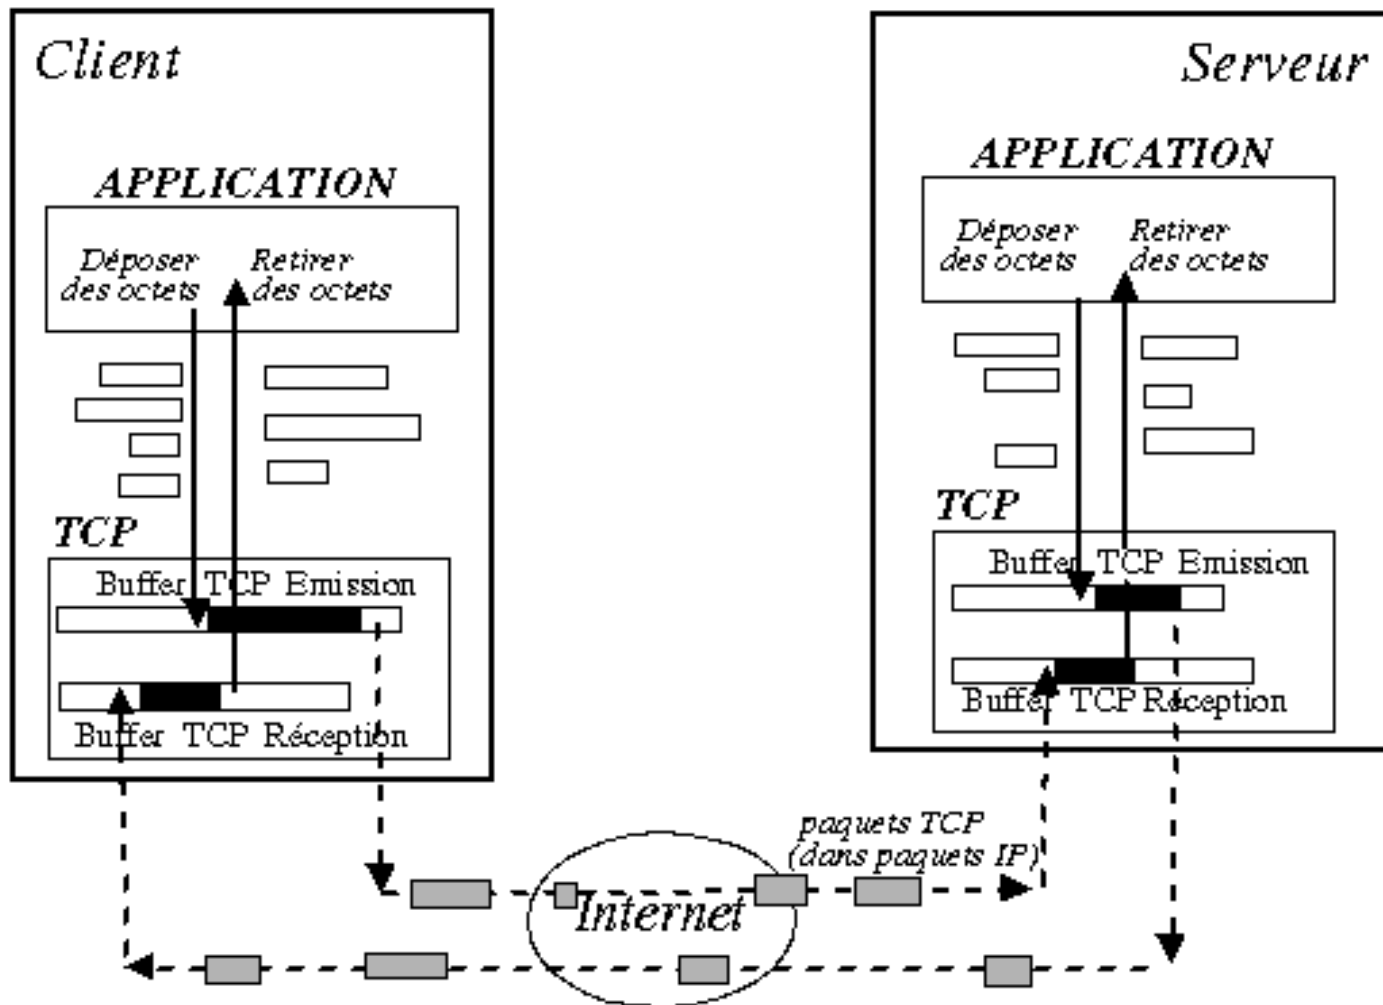 Client
APPLICATION
Déposer
des octets
Retirer
des octets
TCP
Buffer TCP Emission
Buffer TCP Réception
Serveur
APPLICATION
Déposer
des octets
Retirer
des octets
TCP
Buffer TCP Emission
Buffer TCP Réception
paquets TCP
(dans paquets IP)
Internet